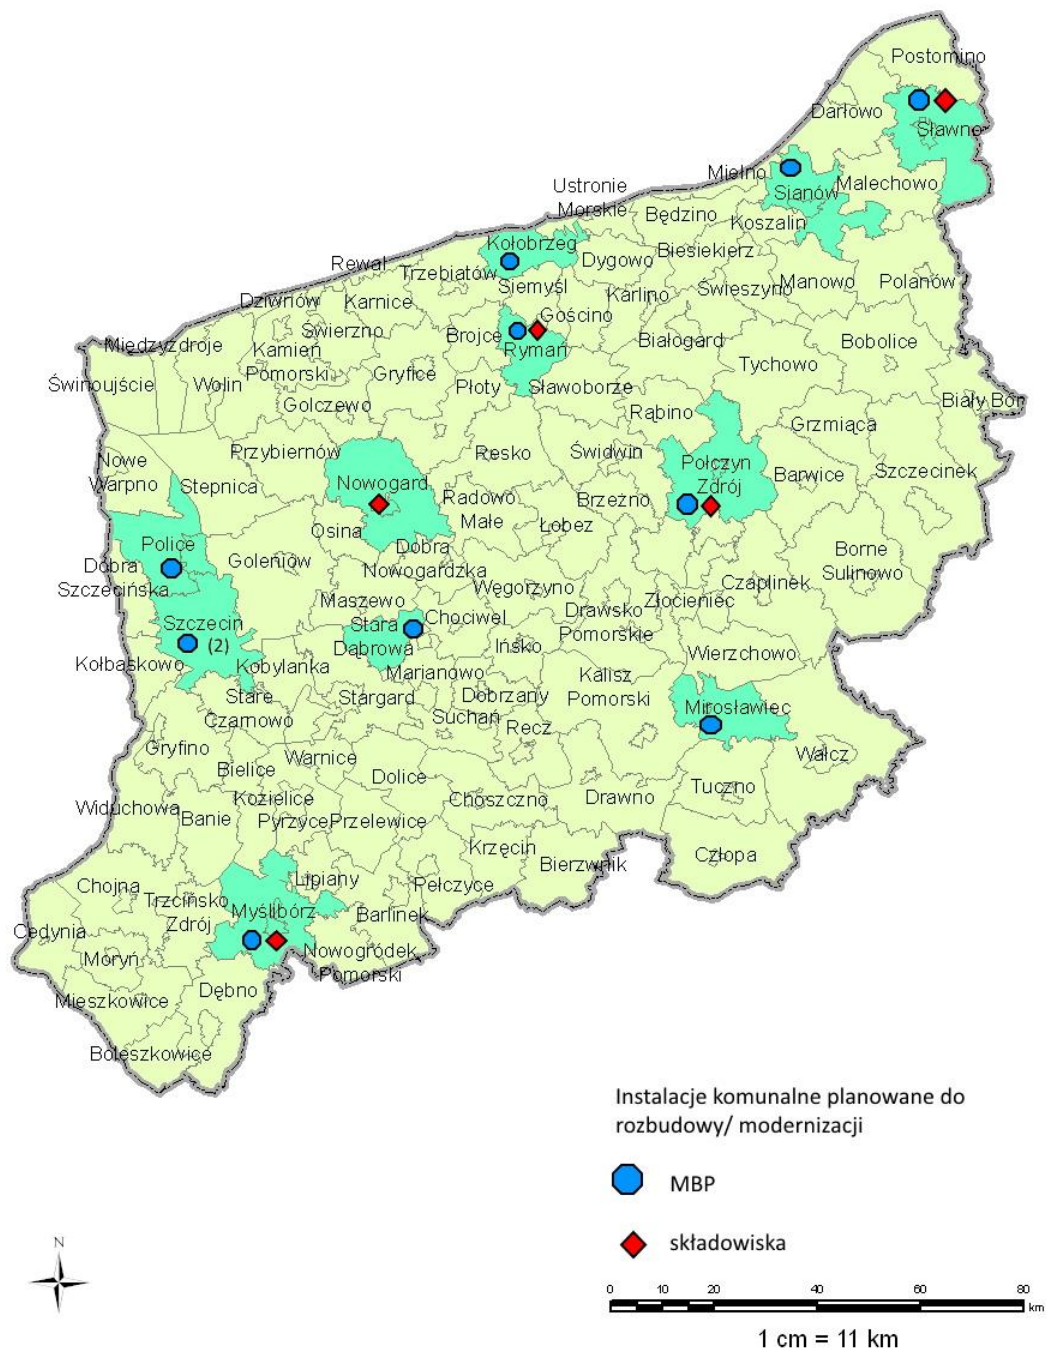 Postomino
Darłowo
Sławno
Mielno
Sianów
Malechowo
Ustronie
Morskie
Będzino
Koszalin
Kołobrzeg
Dygowo
Biesiekierz
Rewal
Trzebiatów
Siemyśl
Karlino
Świeszyno
Manowo
Polanów
Dziwnów
Karnice
Gościno
Świerzno
Brojce
Rymań
Białogard
Bobolice
Międzyzdroje
Kamień
Pomorski
Gryfice
Tychowo
Świnoujście
Wolin
Płoty
Sławoborze
Golczewo
Rąbino
Biały Bór
Grzmiąca
Przybiernów
Resko
Świdwin
Nowe
Warpno
Stepnica
Nowogard
Radowo
Małe
Brzeżno
Połczyn
Zdrój
Barwice
Szczecinek
Osina
Łobez
Police
Dobra
Szczecińska
Goleniów
Dobra
Nowogardzka
Borne
Sulinowo
Węgorzyno
Czaplinek
Maszewo
Drawsko
Pomorskie
Złocieniec
Szczecin
(2)
Stara
Dąbrowa
Chociwel
Ińsko
Wierzchowo
Kołbaskowo
Kobylanka
Marianowo
Kalisz
Pomorski
Stare
Czarnowo
Stargard
Dobrzany
Suchań
Mirosławiec
Recz
Gryfino
Warnice
Wałcz
Bielice
Dolice
Tuczno
Widuchowa
Kozielice
Choszczno
Drawno
Banie
Pyrzyce
Przelewice
Krzęcin
Bierzwnik
Człopa
Chojna
Lipiany
Pełczyce
Trzcińsko
Zdrój
Myślibórz
Barlinek
Cedynia
Moryń
Nowogródek
Pomorski
Mieszkowice
Dębno
Boleszkowice
Instalacje komunalne planowane do
rozbudowy/ modernizacji
MBP
składowiska
N
0 10 20 40 60 80
km
1 cm = 11 km